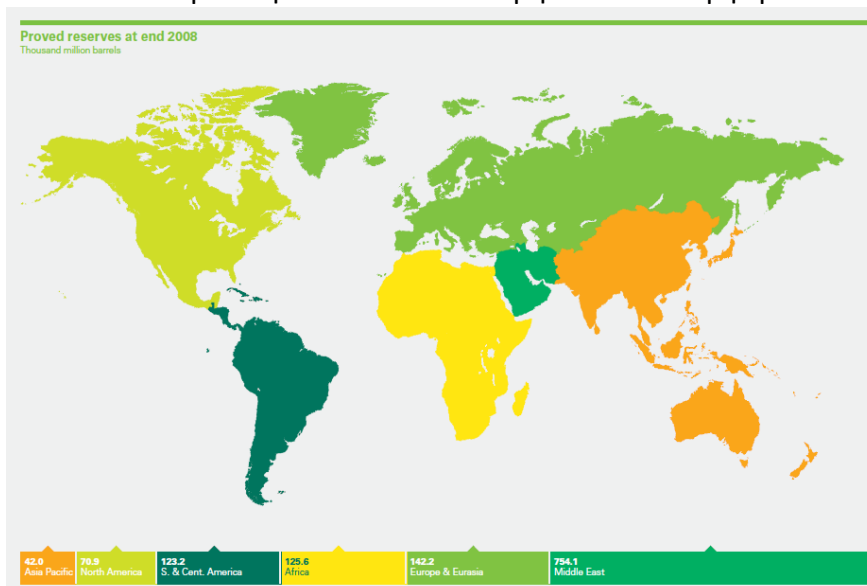 Proved reserves at end 2008
Thousand million barrels
42.0
Asia Pacific
70.9
North America
123.2
S. & Cent. America
125.6
Africa
142.2
Europe & Eurasia
754.1
Middle East